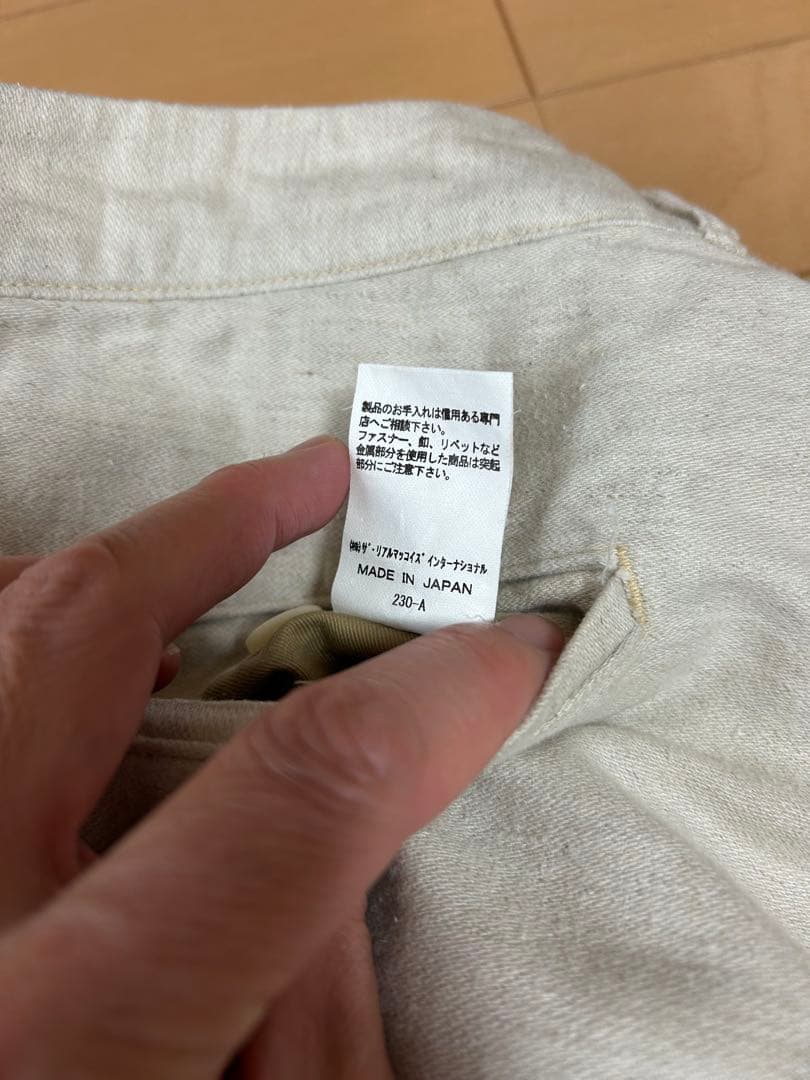 製品のお手入れは信用ある専門
店へご相談下さい。
ファスナー、釦、リベットなど
金属部分を使用した商品は突起
部分にご注意下さい。
(株)ザ・リアルマッコイズインターナショナル
MADE IN JAPAN
230-A